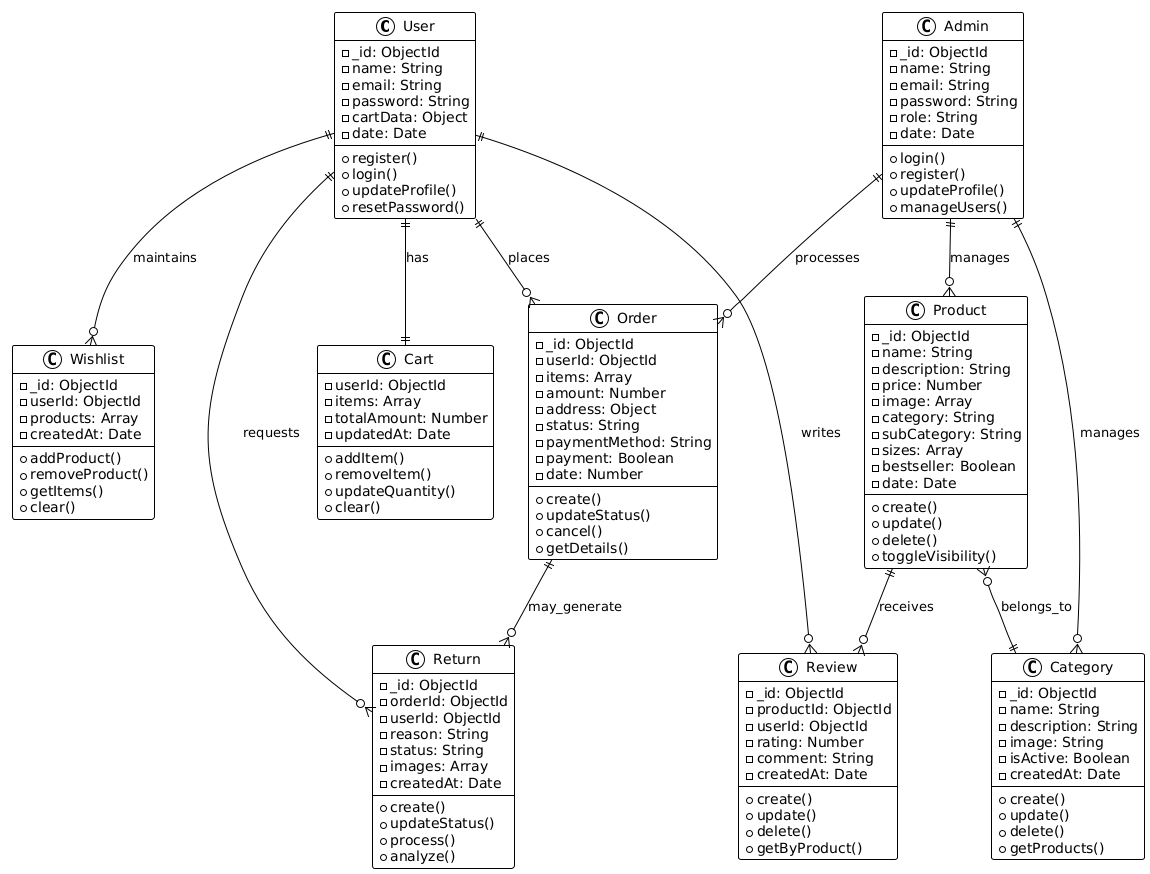 C User
_id: ObjectId
name: String
email: String
password: String
cartData: Object
date: Date
register()
login()
updateProfile()
resetPassword()
C Admin
_id: ObjectId
name: String
email: String
password: String
role: String
date: Date
login()
register()
updateProfile()
manageUsers()
maintains
has
places
processes
manages
C Wishlist
_id: ObjectId
userId: ObjectId
products: Array
createdAt: Date
addProduct()
removeProduct()
getItems()
clear()
requests
C Cart
userId: ObjectId
items: Array
totalAmount: Number
updatedAt: Date
addItem()
removeItem()
updateQuantity()
clear()
C Order
_id: ObjectId
userId: ObjectId
items: Array
amount: Number
address: Object
status: String
paymentMethod: String
payment: Boolean
date: Number
create()
updateStatus()
cancel()
getDetails()
writes
C Product
_id: ObjectId
name: String
description: String
price: Number
image: Array
category: String
subCategory: String
sizes: Array
bestseller: Boolean
date: Date
create()
update()
delete()
toggleVisibility()
manages
may_generate
receives
belongs_to
C Return
_id: ObjectId
orderId: ObjectId
userId: ObjectId
reason: String
status: String
images: Array
createdAt: Date
create()
updateStatus()
process()
analyze()
C Review
_id: ObjectId
productId: ObjectId
userId: ObjectId
rating: Number
comment: String
createdAt: Date
create()
update()
delete()
getByProduct()
C Category
_id: ObjectId
name: String
description: String
image: String
isActive: Boolean
createdAt: Date
create()
update()
delete()
getProducts()